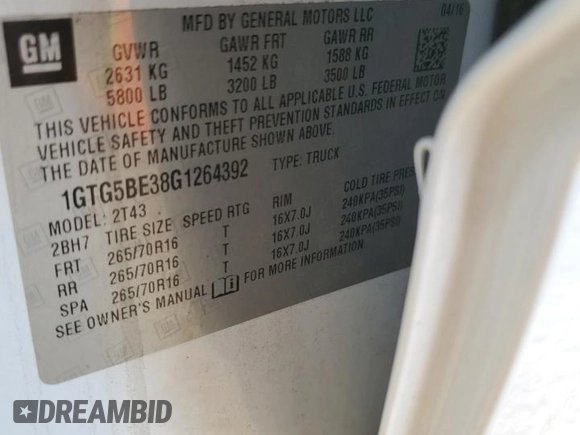 GM
MFD BY GENERAL MOTORS LLC 04/16
GVWR GAWR FRT GAWR RR
2631 KG 1452 KG 1588 KG
5800 LB 3200 LB 3500 LB
THIS VEHICLE CONFORMS TO ALL APPLICABLE U.S. FEDERAL MOTOR
VEHICLE SAFETY AND THEFT PREVENTION STANDARDS IN EFFECT ON
THE DATE OF MANUFACTURE SHOWN ABOVE.
1GTG5BE38G1264392 TYPE: TRUCK
MODEL: 2T43
2BH7 TIRE SIZE SPEED RTG RIM COLD TIRE PRES
FRT 265/70R16 T 16X7.0J 240KPA(35PSI)
RR 265/70R16 T 16X7.0J 240KPA(35PSI)
SPA 265/70R16 T 16X7.0J 240KPA(35PSI)
SEE OWNER'S MANUAL FOR MORE INFORMATION.
DREAMBID